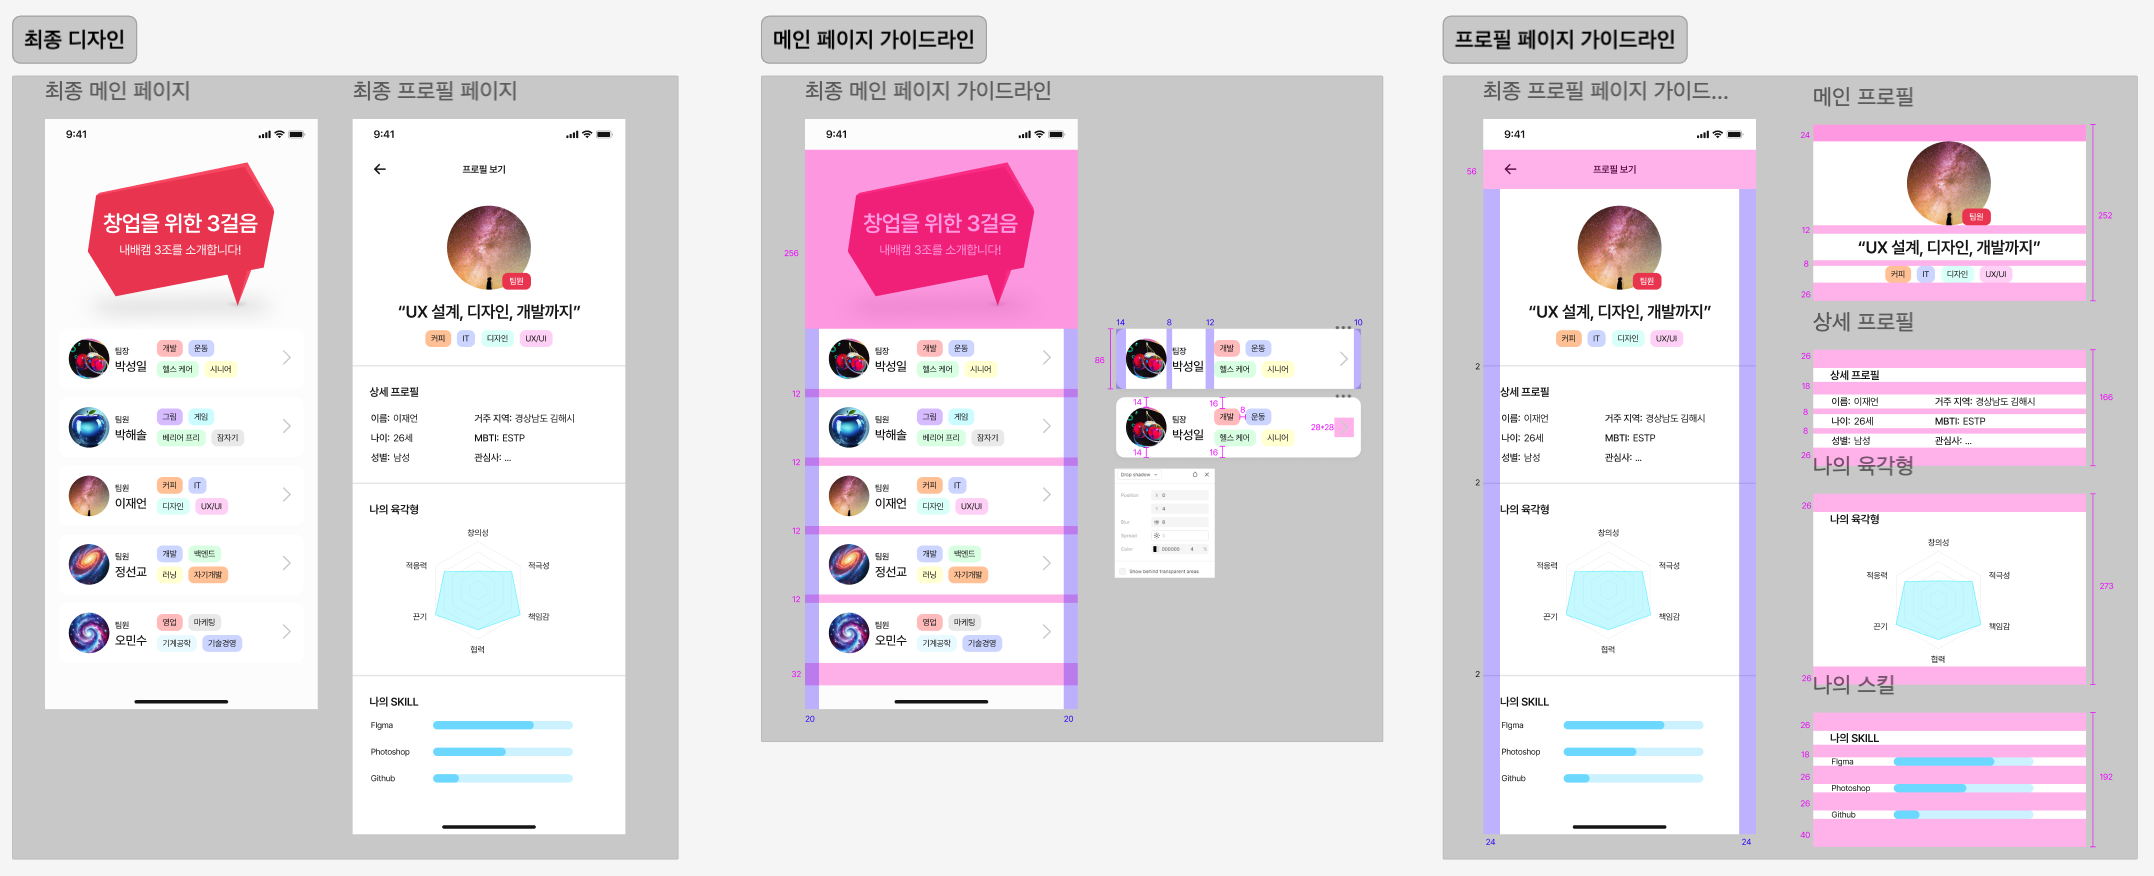 최종 디자인
최종 메인 페이지
9:41
창업을 위한 3걸음
내배캠 3조를 소개합니다!
팀장
박성일
개발
운동
헬스 케어
시니어
팀원
박해솔
그림
게임
베리어 프리
잠자기
팀원
이재언
커피
IT
디자인
UX/UI
팀원
정선교
개발
백엔드
러닝
자기개발
팀원
오민수
영업
마케팅
기계공학
기술경영
최종 프로필 페이지
9:41
프로필 보기
팀원
“UX 설계, 디자인, 개발까지”
커피
IT
디자인
UX/UI
상세 프로필
이름: 이재언
거주 지역: 경상남도 김해시
나이: 26세
MBTI: ESTP
성별: 남성
관심사: ...
나의 육각형
창의성
적응력
적극성
끈기
책임감
협력
나의 SKILL
FIgma
Photoshop
Github
메인 페이지 가이드라인
최종 메인 페이지 가이드라인
9:41
창업을 위한 3걸음
내배캠 3조를 소개합니다!
256
팀장
박성일
개발
운동
헬스 케어
시니어
12
팀원
박해솔
그림
게임
베리어 프리
잠자기
12
팀원
이재언
커피
IT
디자인
UX/UI
12
팀원
정선교
개발
백엔드
러닝
자기개발
12
팀원
오민수
영업
마케팅
기계공학
기술경영
32
20
20
14
8
12
10
86
팀장
박성일
개발
운동
헬스 케어
시니어
14
16
8
팀장
박성일
개발
운동
헬스 케어
시니어
28*28
14
16
Drop shadow
Position
X 0
Y 4
Blur
8
Spread
Color
000000
4
%
Show behind transparent areas
프로필 페이지 가이드라인
최종 프로필 페이지 가이드...
9:41
56
프로필 보기
팀원
“UX 설계, 디자인, 개발까지”
커피
IT
디자인
UX/UI
2
상세 프로필
이름: 이재언
거주 지역: 경상남도 김해시
나이: 26세
MBTI: ESTP
성별: 남성
관심사: ...
2
나의 육각형
창의성
적응력
적극성
끈기
책임감
협력
2
나의 SKILL
FIgma
Photoshop
Github
24
24
메인 프로필
24
팀원
252
12
“UX 설계, 디자인, 개발까지”
8
커피
IT
디자인
UX/UI
26
상세 프로필
26
상세 프로필
18
이름: 이재언
거주 지역: 경상남도 김해시
166
8
나이: 26세
MBTI: ESTP
8
성별: 남성
관심사: ...
26
나의 육각형
26
나의 육각형
창의성
적응력
적극성
273
끈기
책임감
협력
26
나의 스킬
26
나의 SKILL
18
FIgma
26
192
Photoshop
26
Github
40